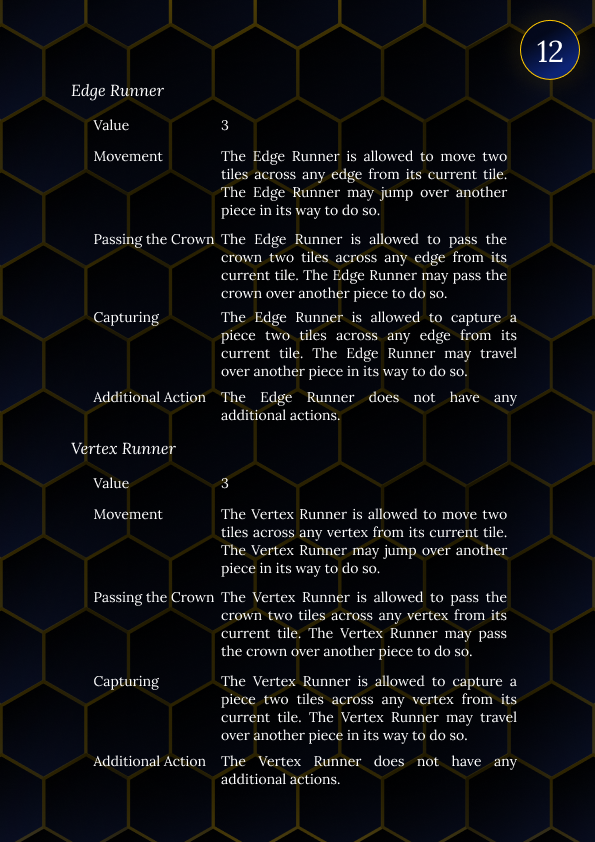 12
Edge Runner
Value 3
Movement The Edge Runner is allowed to move two
tiles across any edge from its current tile.
The Edge Runner may jump over another
piece in its way to do so.
Passing the Crown The Edge Runner is allowed to pass the
crown two tiles across any edge from its
current tile. The Edge Runner may pass the
crown over another piece to do so.
Capturing The Edge Runner is allowed to capture a
piece two tiles across any edge from its
current tile. The Edge Runner may travel
over another piece in its way to do so.
Additional Action The Edge Runner does not have any
additional actions.
Vertex Runner
Value 3
Movement The Vertex Runner is allowed to move two
tiles across any vertex from its current tile.
The Vertex Runner may jump over another
piece in its way to do so.
Passing the Crown The Vertex Runner is allowed to pass the
crown two tiles across any vertex from its
current tile. The Vertex Runner may pass
the crown over another piece to do so.
Capturing The Vertex Runner is allowed to capture a
piece two tiles across any vertex from its
current tile. The Vertex Runner may travel
over another piece in its way to do so.
Additional Action The Vertex Runner does not have any
additional actions.